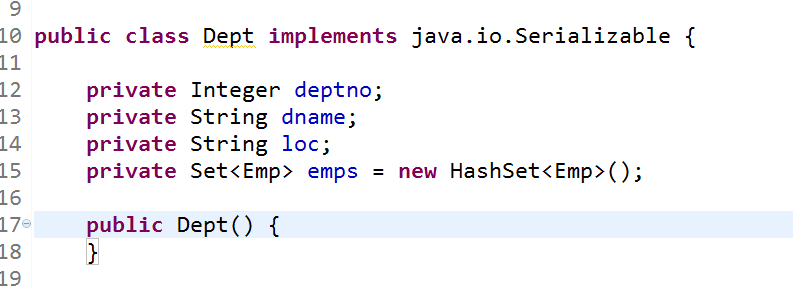 9
10 public class Dept implements java.io.Serializable {
11
12 private Integer deptno;
13 private String dname;
14 private String loc;
15 private Set<Emp> emps = new HashSet<Emp>();
16
17 public Dept() {
18 }
19